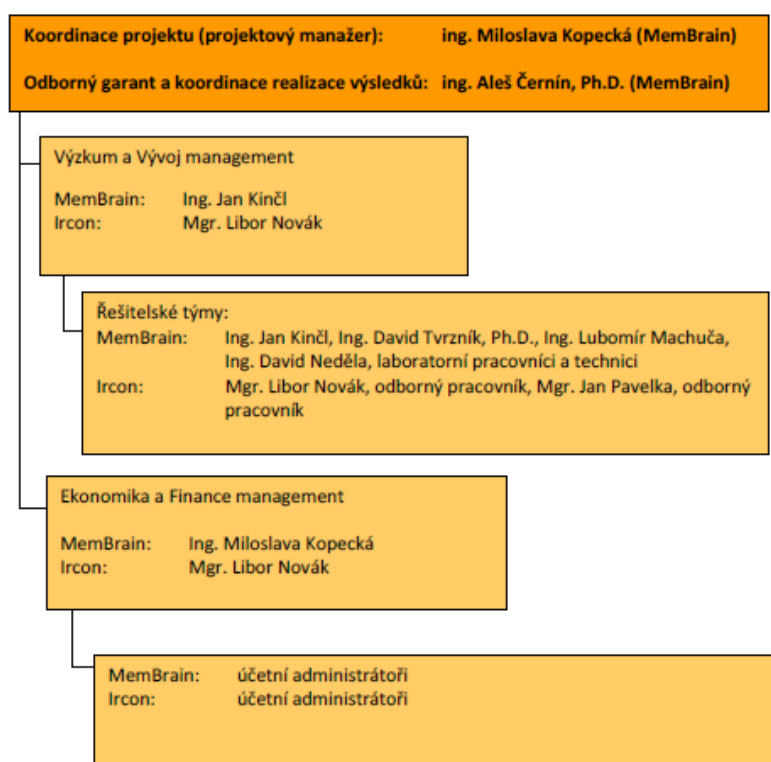 Koordinace projektu (projektový manažer): ing. Miloslava Kopecká (MemBrain)
Odborný garant a koordinace realizace výsledků: ing. Aleš Černín, Ph.D. (MemBrain)
Výzkum a Vývoj management
MemBrain: Ing. Jan Kinčl
Ircon: Mgr. Libor Novák
Řešitelské týmy:
MemBrain: Ing. Jan Kinčl, Ing. David Tvrzník, Ph.D., Ing. Lubomír Machuča,
Ing. David Neděla, laboratorní pracovníci a technici
Ircon: Mgr. Libor Novák, odborný pracovník, Mgr. Jan Pavelka, odborný
pracovník
Ekonomika a Finance management
MemBrain: Ing. Miloslava Kopecká
Ircon: Mgr. Libor Novák
MemBrain: účetní administrátoři
Ircon: účetní administrátoři